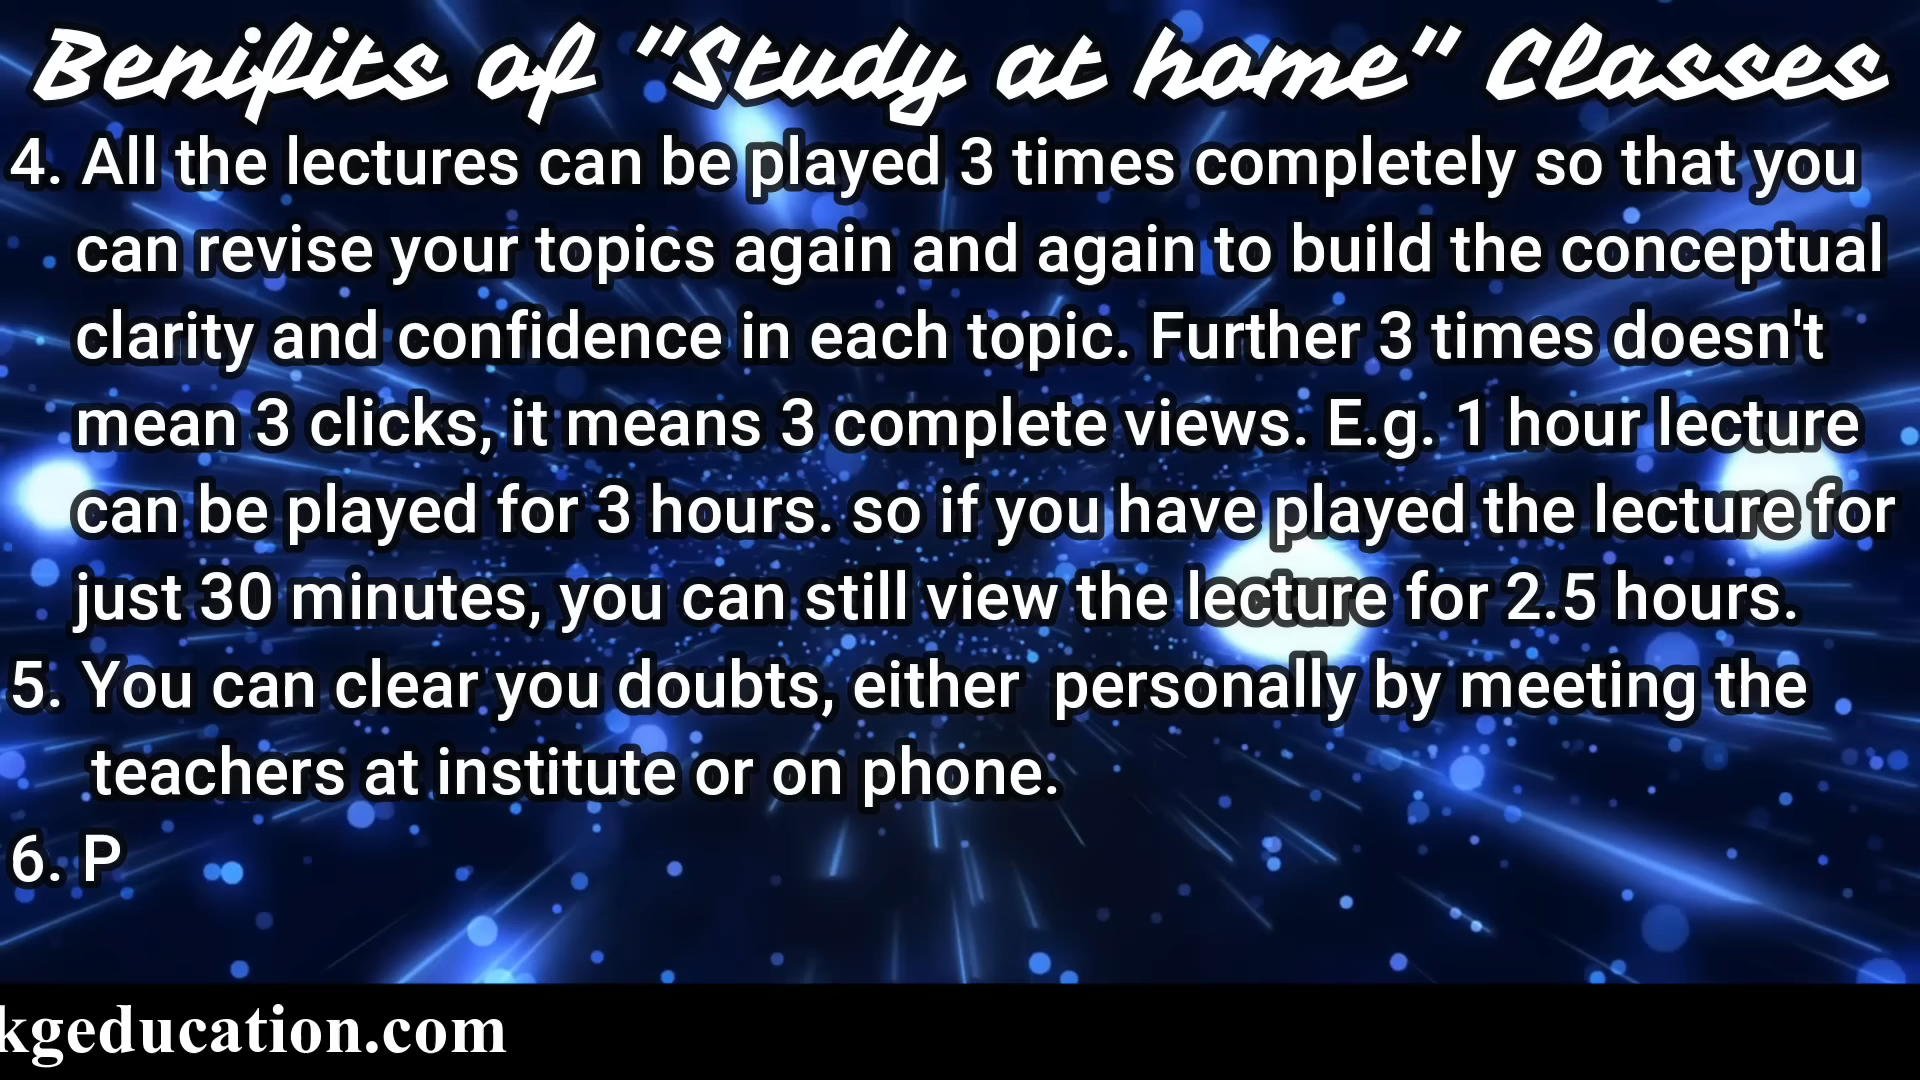 Benifits of "Study at home" Classes
4. All the lectures can be played 3 times completely so that you
can revise your topics again and again to build the conceptual
clarity and confidence in each topic. Further 3 times doesn't
mean 3 clicks, it means 3 complete views. E.g. 1 hour lecture
can be played for 3 hours. so if you have played the lecture for
just 30 minutes, you can still view the lecture for 2.5 hours.
5. You can clear you doubts, either personally by meeting the
teachers at institute or on phone.
6. P
kgeducation.com